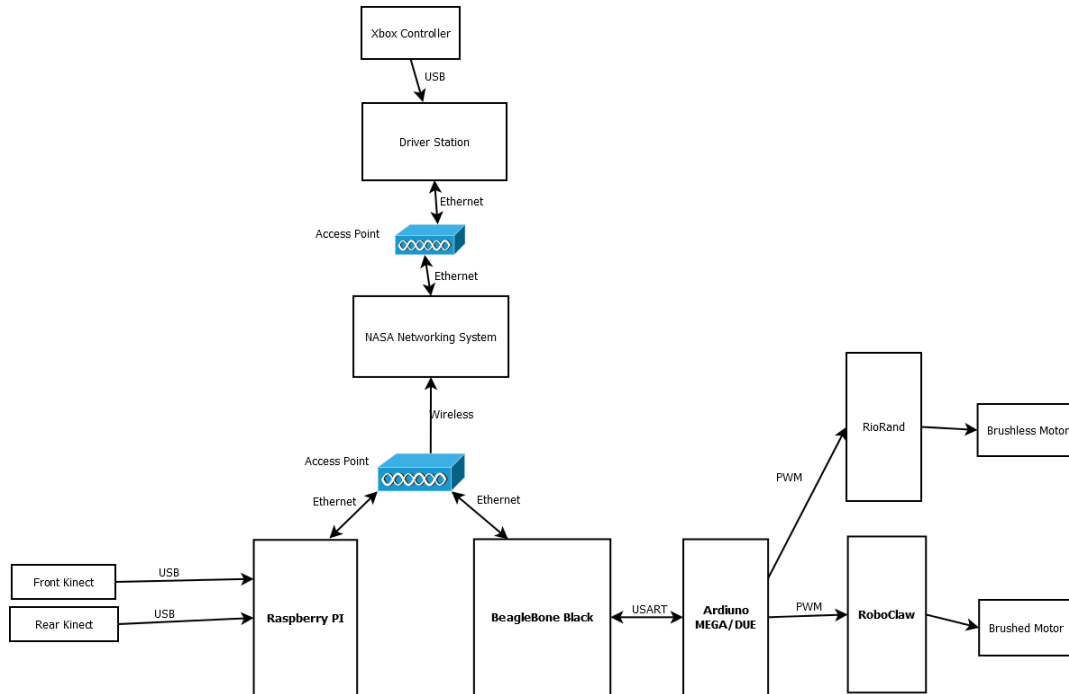 Xbox Controller
USB
Driver Station
Ethernet
Access Point
Ethernet
NASA Networking System
Wireless
Access Point
Ethernet
Ethernet
Front Kinect
USB
Rear Kinect
USB
Raspberry PI
BeagleBone Black
USART
Ardiuno
MEGA/DUE
PWM
PWM
RioRand
Brushless Motor
RoboClaw
Brushed Motor